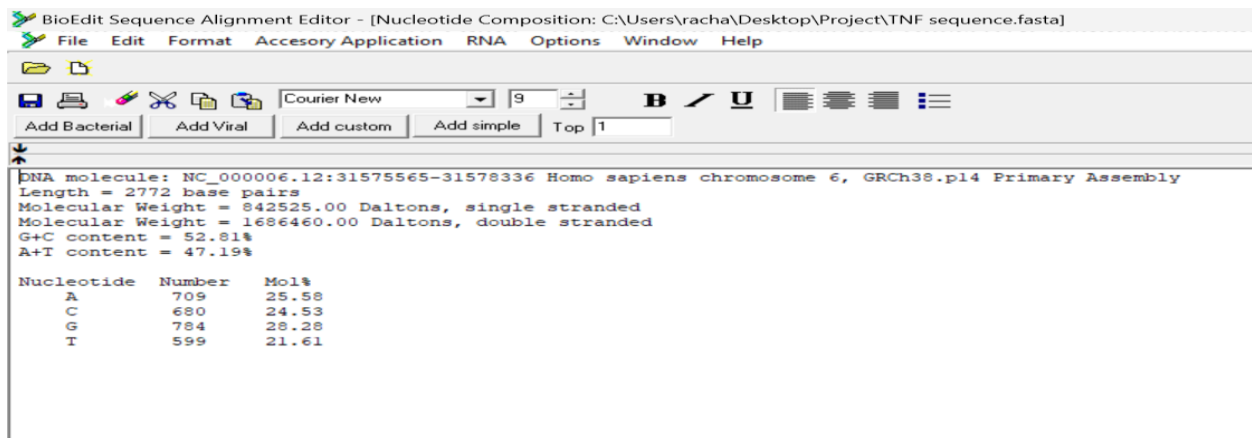 BioEdit Sequence Alignment Editor - [Nucleotide Composition: C:\Users\racha\Desktop\Project\TNF sequence.fasta]
File Edit Format Accesory Application RNA Options Window Help
Courier New 9 B U
Add Bacterial Add Viral Add custom Add simple Top 1
DNA molecule: NC_000006.12:31575565-31578336 Homo sapiens chromosome 6, GRCh38.p14 Primary Assembly
Length = 2772 base pairs
Molecular Weight = 842525.00 Daltons, single stranded
Molecular Weight = 1686460.00 Daltons, double stranded
G+C content = 52.81%
A+T content = 47.19%
Nucleotide Number Mol%
A 709 25.58
C 680 24.53
G 784 28.28
T 599 21.61